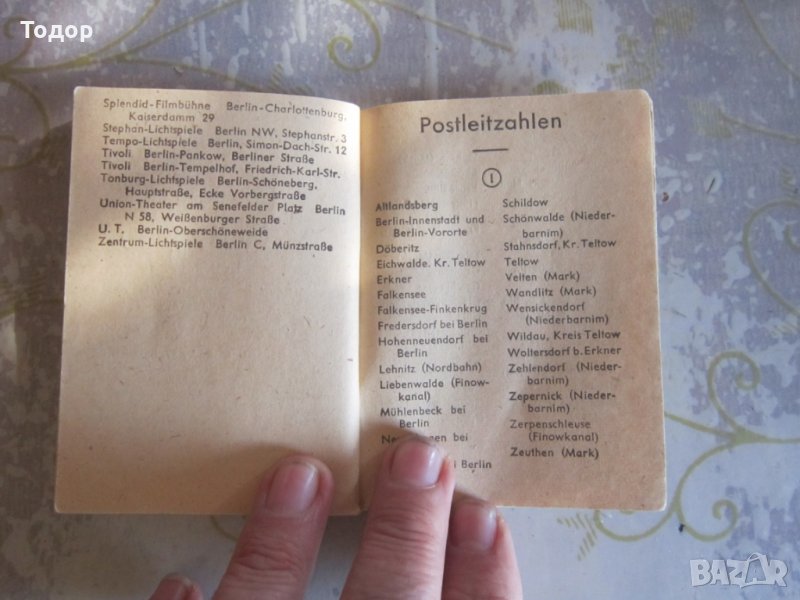 Todor
Splendid-Filmbühne Berlin-Charlottenburg,
Kaiserdamm 29
Stephan-Lichtspiele Berlin NW, Stephanstr. 3
Tempo-Lichtspiele Berlin, Simon-Dach-Str. 12
Tivoli Berlin-Pankow, Berliner Straße
Tivoli Berlin-Tempelhof, Friedrich-Karl-Str.
Tonburg-Lichtspiele Berlin-Schöneberg,
Hauptstraße, Ecke Vorbergstraße
Union-Theater am Senefelder Platz Berlin
N 58, Weißenburger Straße
U. T. Berlin-Oberschöneweide
Zentrum-Lichtspiele Berlin C, Münzstraße
Postleitzahlen
1
Altlandsberg
Berlin-Innenstadt und
Berlin-Vororte
Döberitz
Eichwalde. Kr. Teltow
Erkner
Falkensee
Falkensee-Finkenkrug
Fredersdorf bei Berlin
Hohenneuendorf bei
Berlin
Lehnitz (Nordbahn)
Liebenwalde (Finow-
kanal)
Mühlenbeck bei
Berlin
bei
Berlin
Schildow
Schönwalde (Nieder-
barnim)
Stahnsdorf, Kr. Teltow
Teltow
Velten (Mark)
Wandlitz (Mark)
Wensickendorf
(Niederbarnim)
Wildau, Kreis Teltow
Woltersdorf b. Erkner
Zehlendorf (Nieder-
barnim)
Zepernick (Nieder-
barnim)
Zerpenschleuse
(Finowkanal)
Zeuthen (Mark)
BAZAR